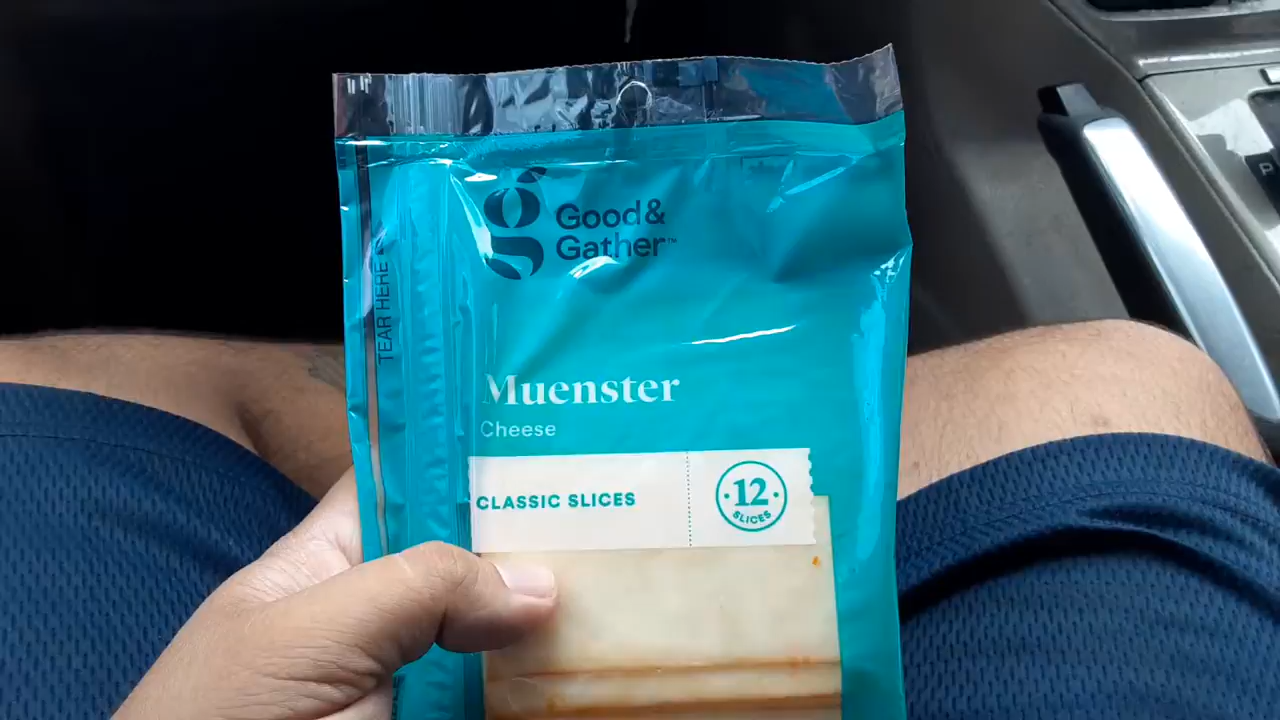 Good&
Gather™
TEAR HERE
Muenster
Cheese
CLASSIC SLICES
12
SLICES
P